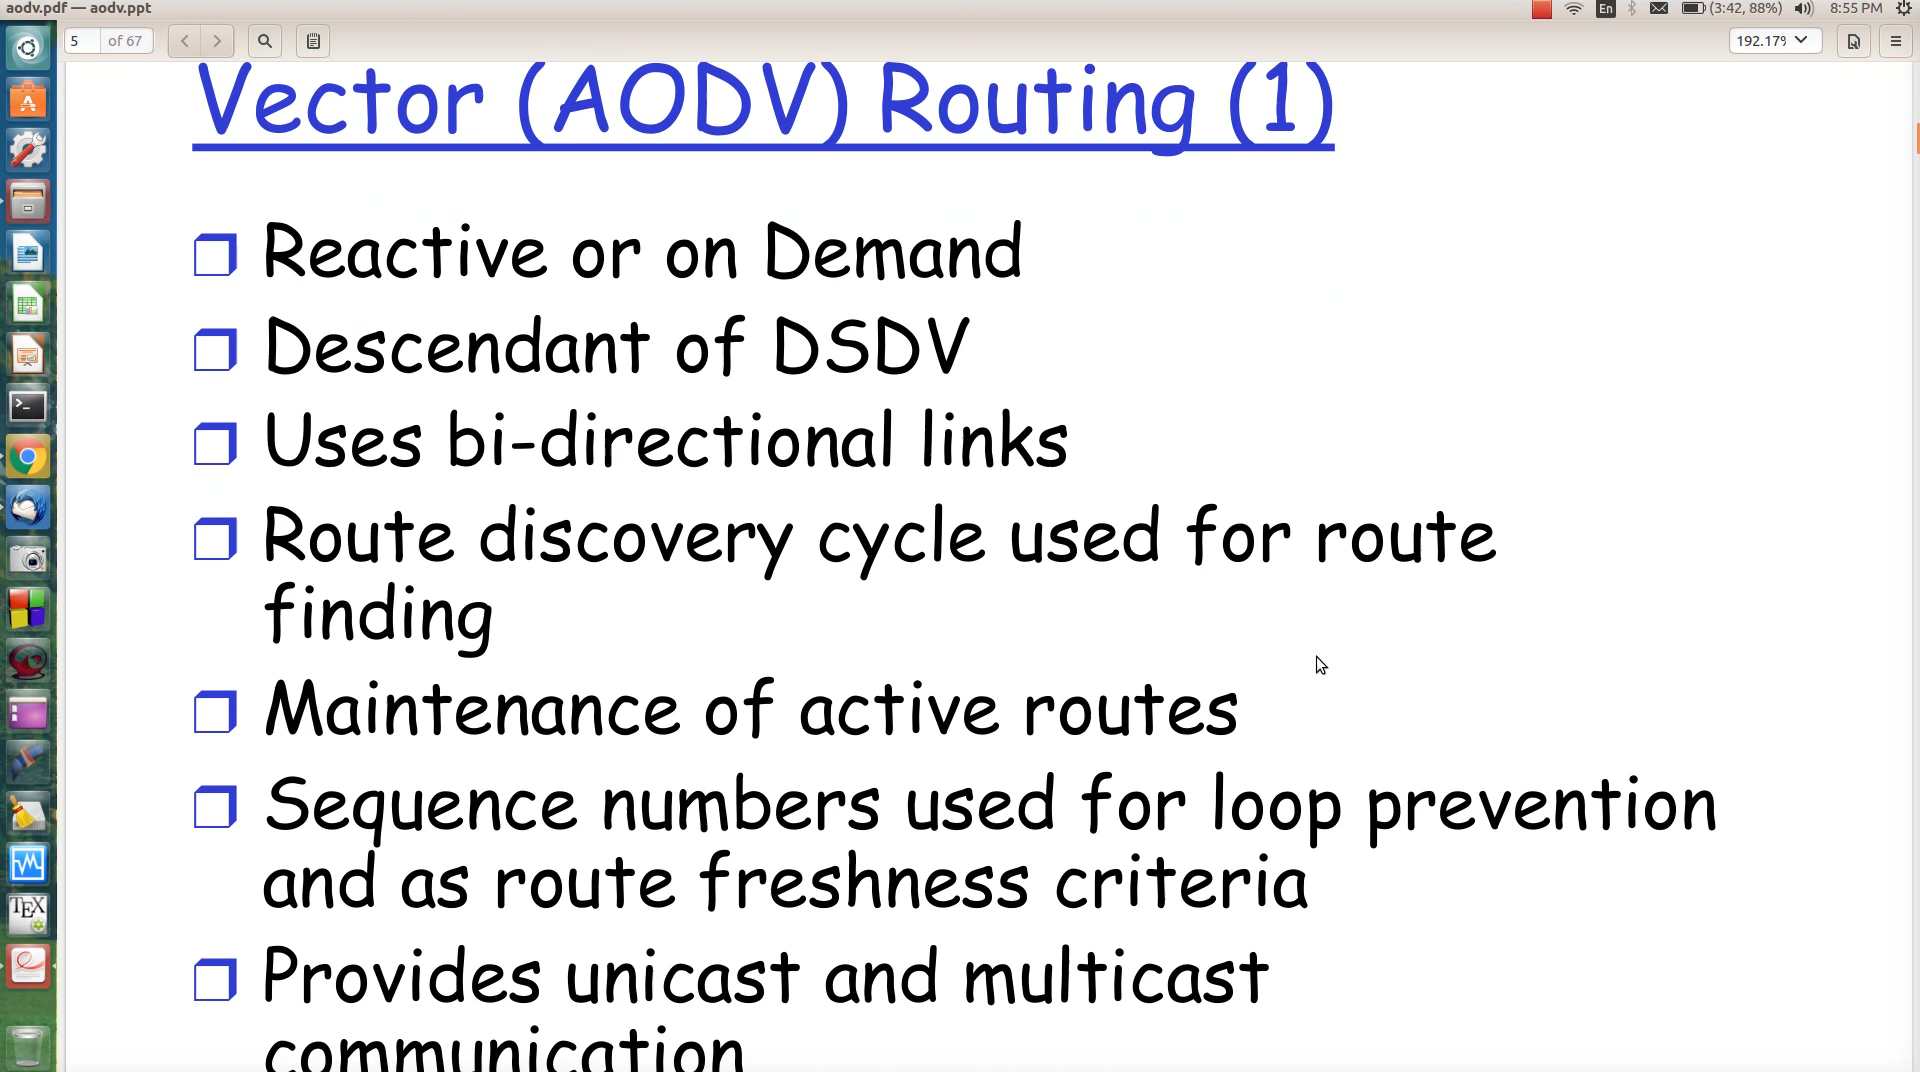 aodv.pdf — aodv.ppt
En
(3:42, 88%)
8:55 PM
5
of 67
192.17%
Vector (AODV) Routing (1)
Reactive or on Demand
Descendant of DSDV
Uses bi-directional links
Route discovery cycle used for route
finding
Maintenance of active routes
Sequence numbers used for loop prevention
and as route freshness criteria
Provides unicast and multicast
communication
TEX